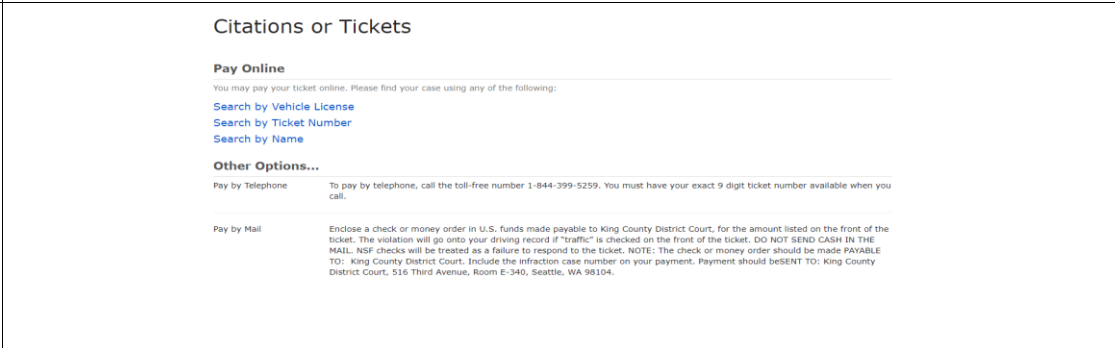 Citations or Tickets
Pay Online
You may pay your ticket online. Please find your case using any of the following:
Search by Vehicle License
Search by Ticket Number
Search by Name
Other Options...
Pay by Telephone
To pay by telephone, call the toll-free number 1-844-399-5259. You must have your exact 9 digit ticket number available when you
call.
Pay by Mail
Enclose a check or money order in U.S. funds made payable to King County District Court, for the amount listed on the front of the
ticket. The violation will go onto your driving record if "traffic" is checked on the front of the ticket. DO NOT SEND CASH IN THE
MAIL. NSF checks will be treated as a failure to respond to the ticket. NOTE: The check or money order should be made PAYABLE
TO:  King County District Court. Include the infraction case number on your payment. Payment should beSENT TO: King County
District Court, 516 Third Avenue, Room E-340, Seattle, WA 98104.